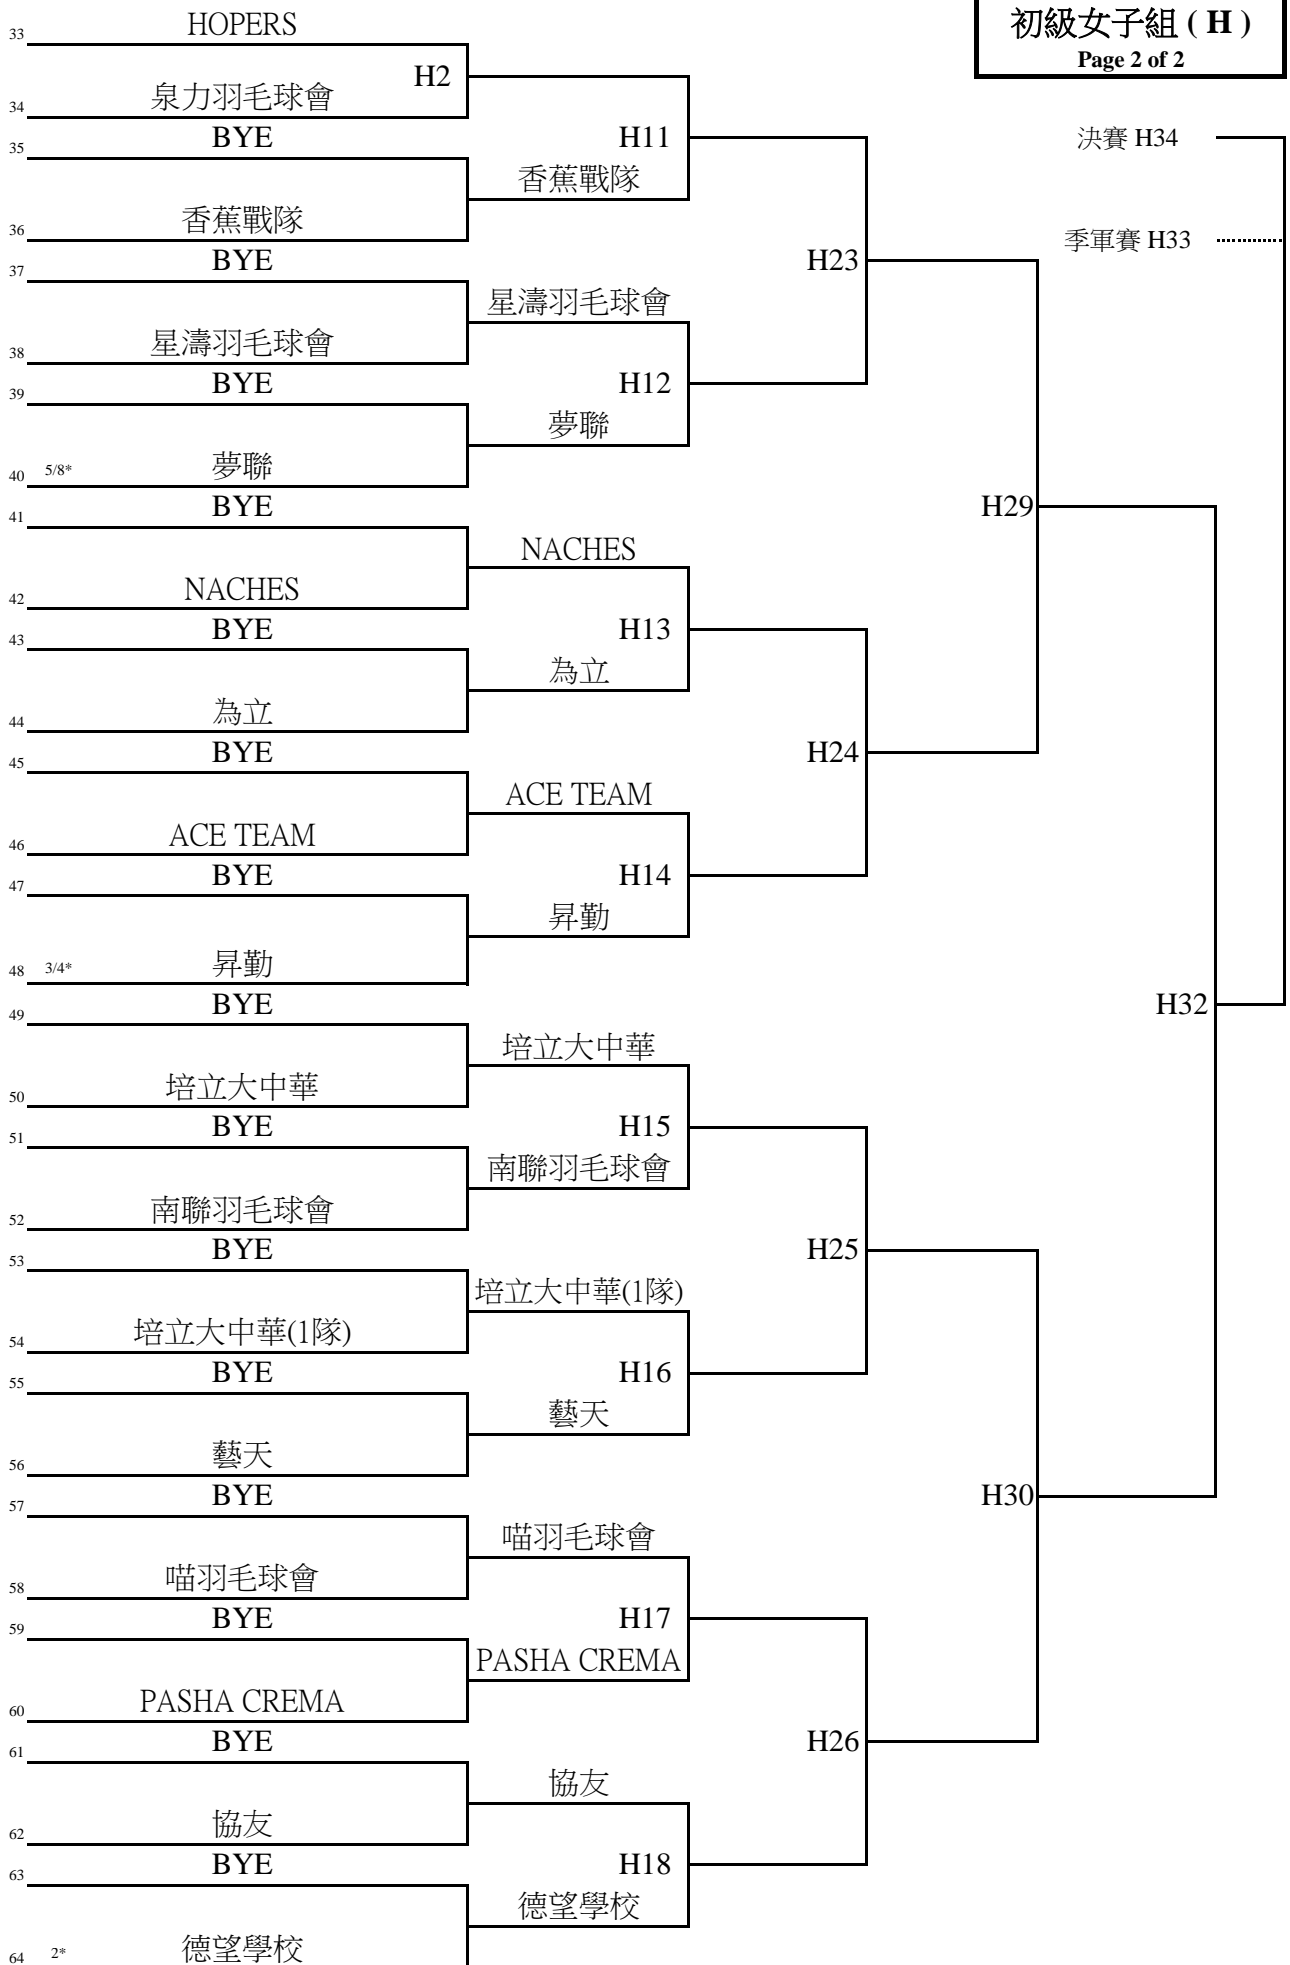 初級女子組 ( H )
Page 2 of 2
33 HOPERS
H2
34 泉力羽毛球會
35 BYE
H11
決賽 H34
香蕉戰隊
36 香蕉戰隊
季軍賽 H33
37 BYE
H23
星濤羽毛球會
38 星濤羽毛球會
39 BYE
H12
夢聯
40 5/8* 夢聯
41 BYE
H29
NACHES
42 NACHES
43 BYE
H13
為立
44 為立
45 BYE
H24
ACE TEAM
46 ACE TEAM
47 BYE
H14
昇勤
48 3/4* 昇勤
49 BYE
H32
培立大中華
50 培立大中華
51 BYE
H15
南聯羽毛球會
52 南聯羽毛球會
53 BYE
H25
培立大中華(1隊)
54 培立大中華(1隊)
55 BYE
H16
藝天
56 藝天
57 BYE
H30
喵羽毛球會
58 喵羽毛球會
59 BYE
H17
PASHA CREMA
60 PASHA CREMA
61 BYE
H26
協友
62 協友
63 BYE
H18
德望學校
64 2* 德望學校